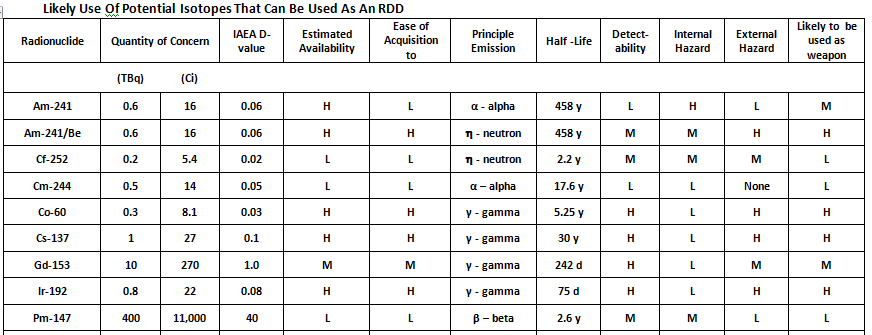 Likely Use Of Potential Isotopes That Can Be Used As An RDD
Radionuclide Quantity of Concern IAEA D-value Estimated Availability Ease of Acquisition to Principle Emission Half -Life Detect-ability Internal Hazard External Hazard Likely to be used as weapon
(TBq) (Ci)
Am-241 0.6 16 0.06 H L α - alpha 458 y L H L M
Am-241/Be 0.6 16 0.06 H H η - neutron 458 y M M H H
Cf-252 0.2 5.4 0.02 L L η - neutron 2.2 y M M M L
Cm-244 0.5 14 0.05 L L α – alpha 17.6 y L L None L
Co-60 0.3 8.1 0.03 H H γ - gamma 5.25 y H L H H
Cs-137 1 27 0.1 H H γ - gamma 30 y H L H H
Gd-153 10 270 1.0 M M γ - gamma 242 d H L M M
Ir-192 0.8 22 0.08 H H γ - gamma 75 d H L H H
Pm-147 400 11,000 40 L L β – beta 2.6 y M M L L